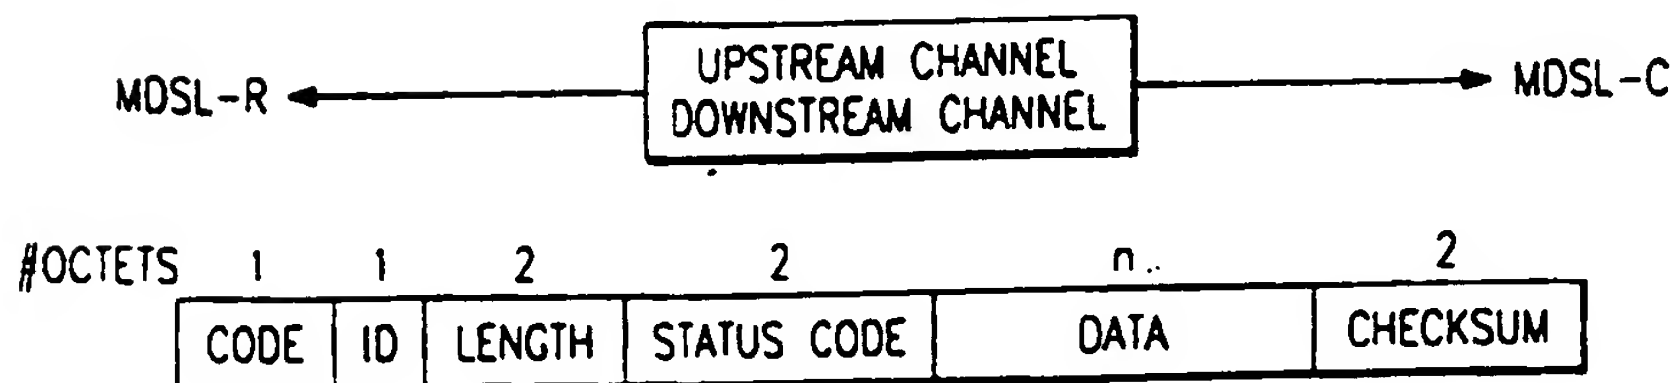 UPSTREAM CHANNEL
MDSL-R DOWNSTREAM CHANNEL MDSL-C
#OCTETS 1 1 2 2 n.. 2
CODE ID LENGTH STATUS CODE DATA CHECKSUM